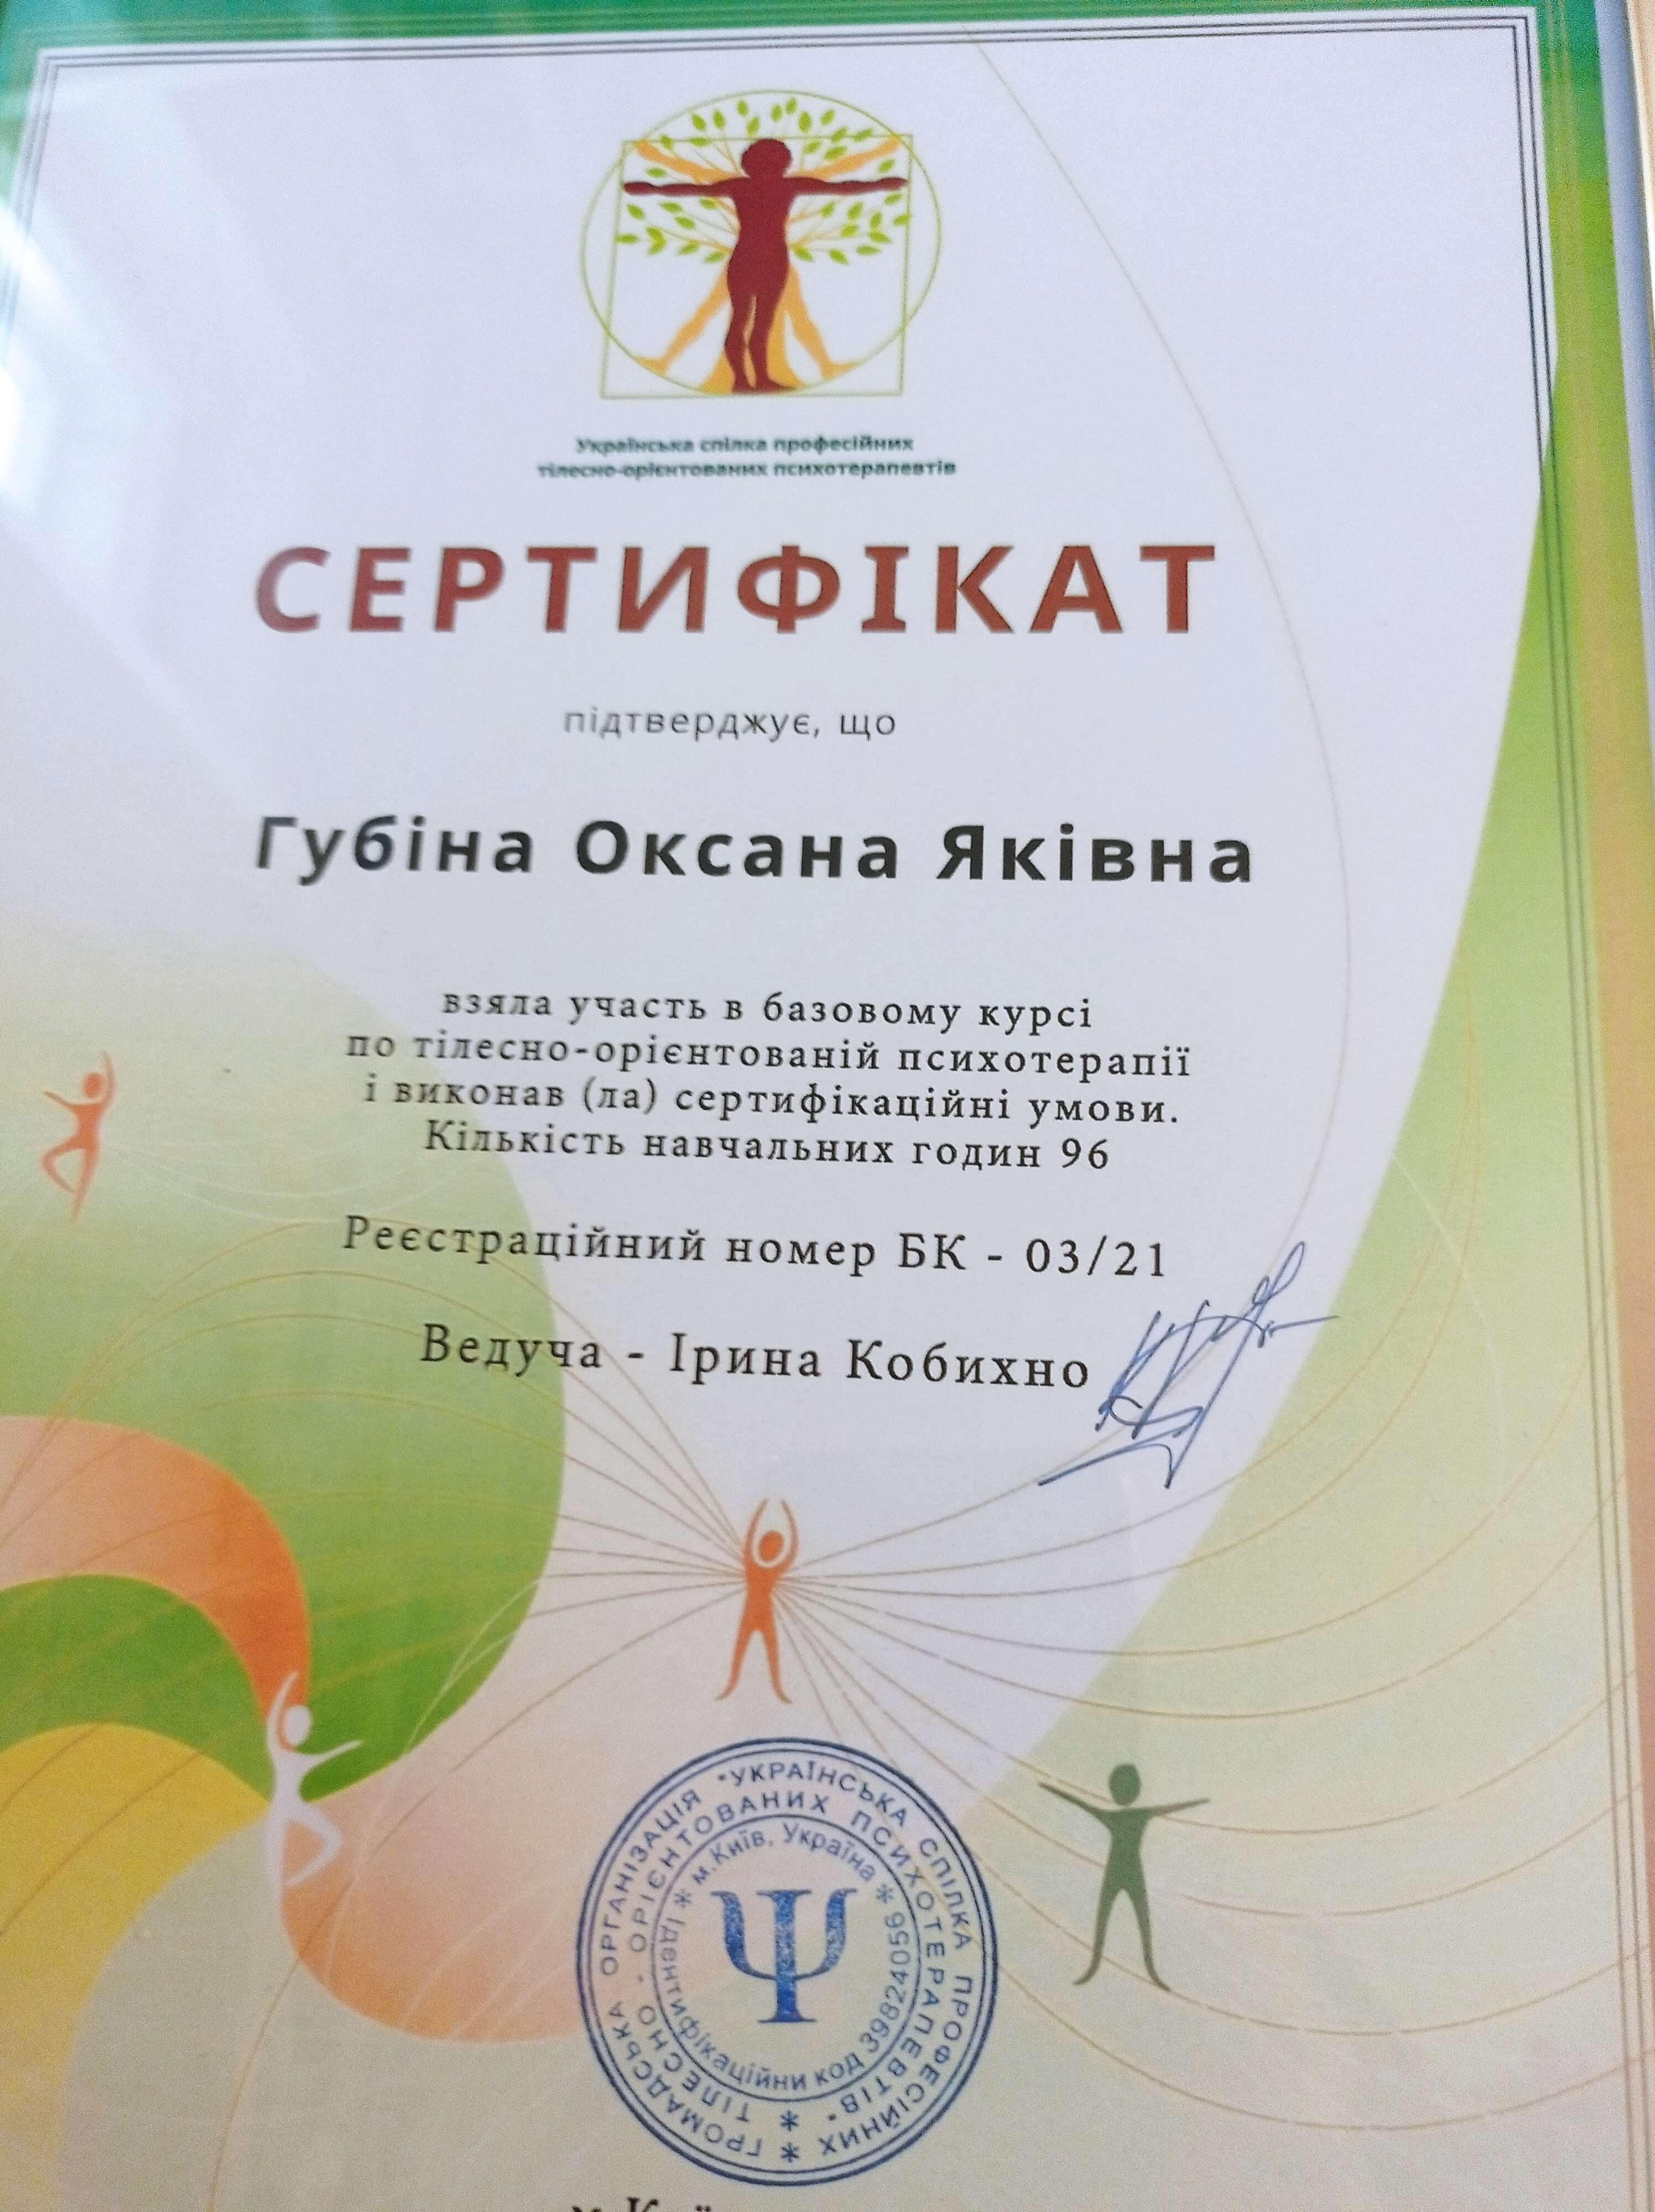 Українська спілка професійних
тілесно-орієнтованих психотерапевтів
СЕРТИФІКАТ
підтверджує, що
Губіна Оксана Яківна
взяла участь в базовому курсі
по тілесно-орієнтованій психотерапії
і виконав (ла) сертифікаційні умови.
Кількість навчальних годин 96
Реєстраційний номер БК - 03/21
Ведуча - Ірина Кобихно
ГРОМАДСЬКА ОРГАНІЗАЦІЯ "УКРАЇНСЬКА СПІЛКА ПРОФЕСІЙНИХ
ТІЛЕСНО - ОРІЄНТОВАНИХ ПСИХОТЕРАПЕВТІВ"
м.Київ, Україна
Ідентифікаційни код 39824056
Ψ